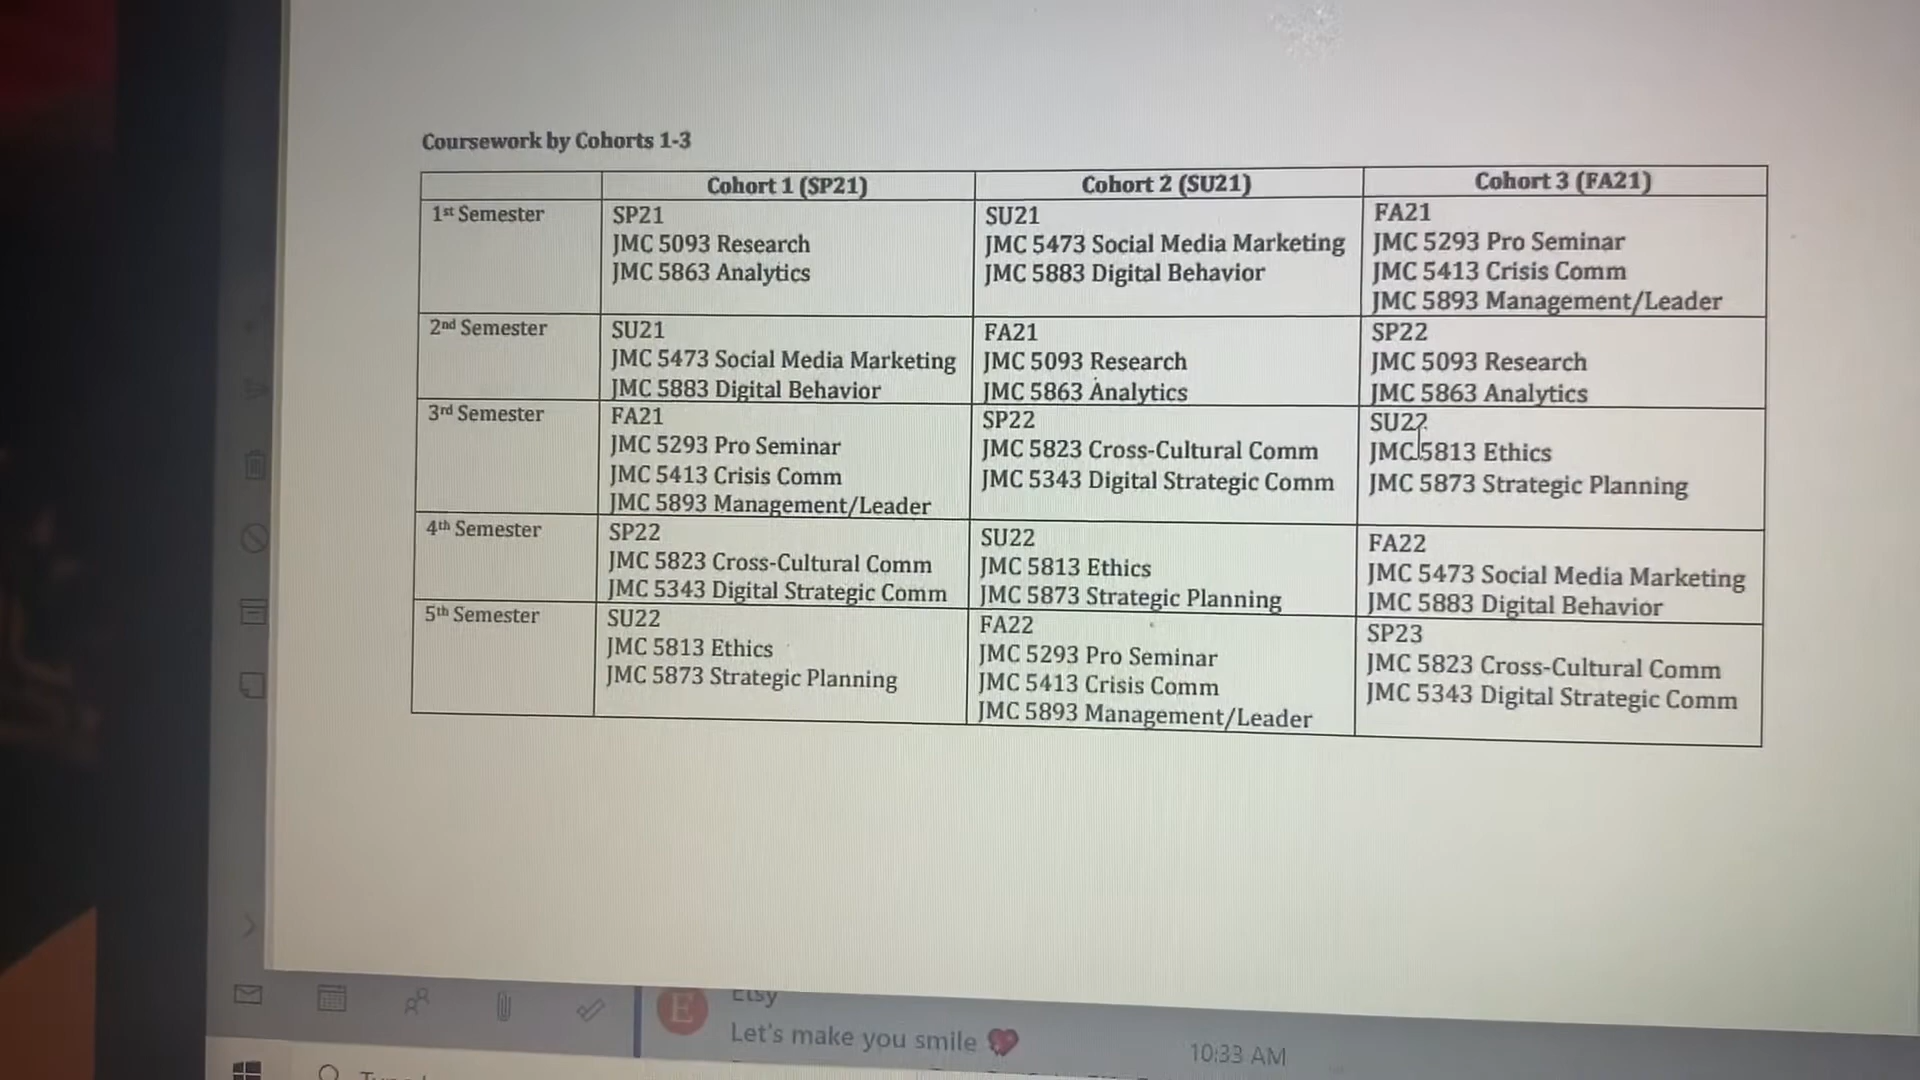 Coursework by Cohorts 1-3
Cohort 1 (SP21)
Cohort 2 (SU21)
Cohort 3 (FA21)
1st Semester
SP21
JMC 5093 Research
JMC 5863 Analytics
SU21
JMC 5473 Social Media Marketing
JMC 5883 Digital Behavior
FA21
JMC 5293 Pro Seminar
JMC 5413 Crisis Comm
JMC 5893 Management/Leader
2nd Semester
SU21
JMC 5473 Social Media Marketing
JMC 5883 Digital Behavior
FA21
JMC 5093 Research
JMC 5863 Analytics
SP22
JMC 5093 Research
JMC 5863 Analytics
3rd Semester
FA21
JMC 5293 Pro Seminar
JMC 5413 Crisis Comm
JMC 5893 Management/Leader
SP22
JMC 5823 Cross-Cultural Comm
JMC 5343 Digital Strategic Comm
SU22
JMC 5813 Ethics
JMC 5873 Strategic Planning
4th Semester
SP22
JMC 5823 Cross-Cultural Comm
JMC 5343 Digital Strategic Comm
SU22
JMC 5813 Ethics
JMC 5873 Strategic Planning
FA22
JMC 5473 Social Media Marketing
JMC 5883 Digital Behavior
5th Semester
SU22
JMC 5813 Ethics
JMC 5873 Strategic Planning
FA22
JMC 5293 Pro Seminar
JMC 5413 Crisis Comm
JMC 5893 Management/Leader
SP23
JMC 5823 Cross-Cultural Comm
JMC 5343 Digital Strategic Comm
E
Etsy
Let's make you smile 💖
10:33 AM